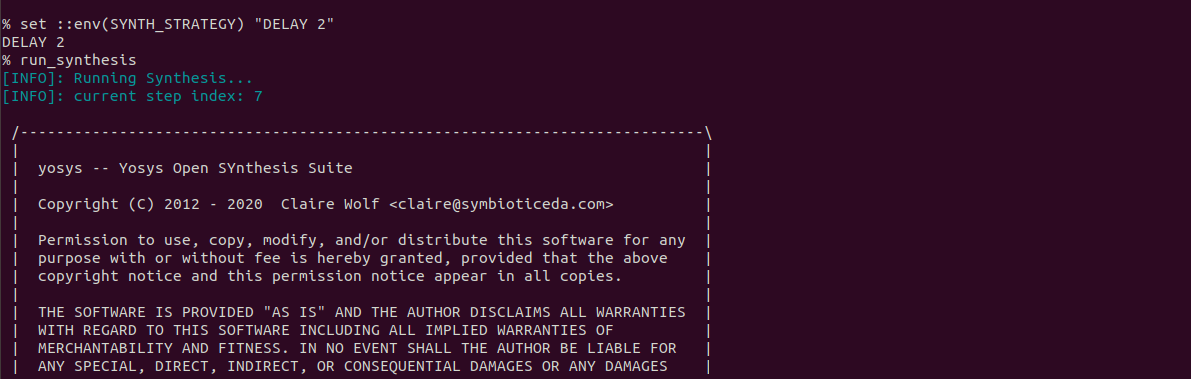 % set ::env(SYNTH_STRATEGY) "DELAY 2"
DELAY 2
% run_synthesis
[INFO]: Running Synthesis...
[INFO]: current step index: 7
/----------------------------------------------------------------------------\
|                                                                            |
|  yosys -- Yosys Open SYnthesis Suite                                       |
|                                                                            |
|  Copyright (C) 2012 - 2020  Claire Wolf <claire@symbioticeda.com>          |
|                                                                            |
|  Permission to use, copy, modify, and/or distribute this software for any  |
|  purpose with or without fee is hereby granted, provided that the above    |
|  copyright notice and this permission notice appear in all copies.         |
|                                                                            |
|  THE SOFTWARE IS PROVIDED "AS IS" AND THE AUTHOR DISCLAIMS ALL WARRANTIES  |
|  WITH REGARD TO THIS SOFTWARE INCLUDING ALL IMPLIED WARRANTIES OF          |
|  MERCHANTABILITY AND FITNESS. IN NO EVENT SHALL THE AUTHOR BE LIABLE FOR   |
|  ANY SPECIAL, DIRECT, INDIRECT, OR CONSEQUENTIAL DAMAGES OR ANY DAMAGES    |